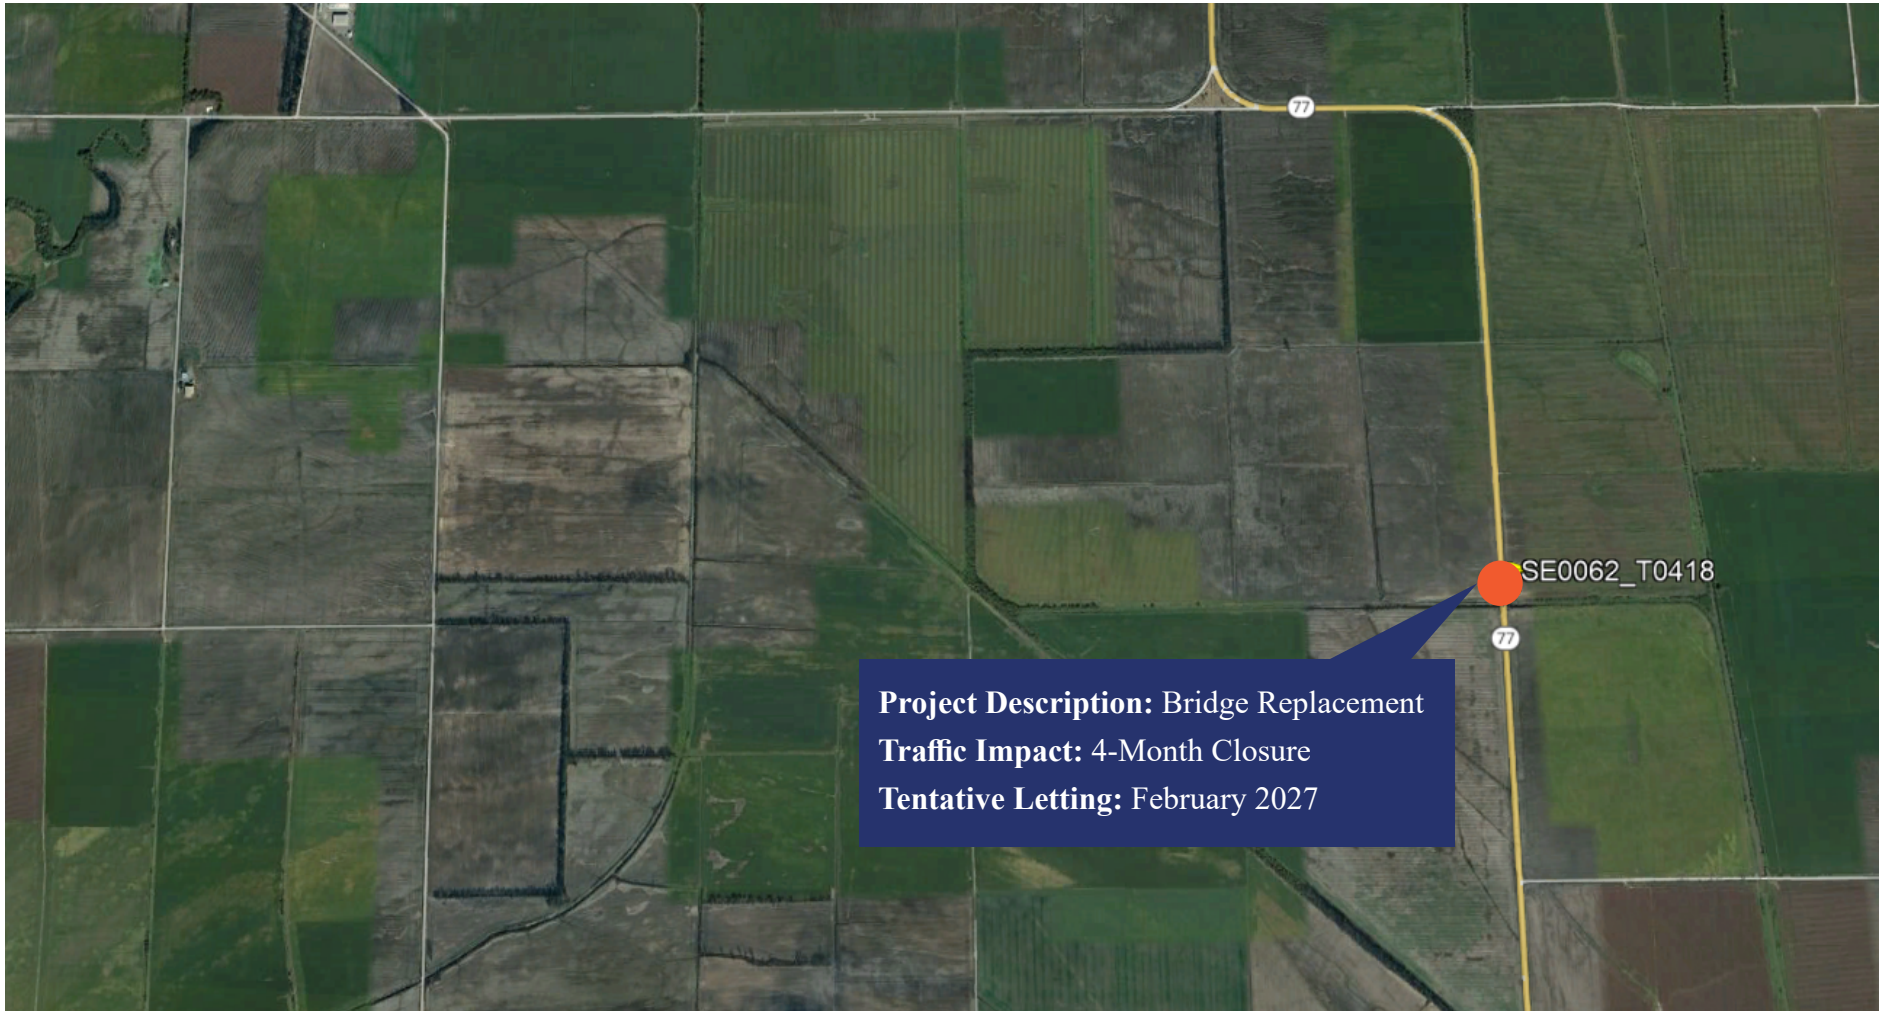 77
SE0062_T0418
77
Project Description: Bridge Replacement
Traffic Impact: 4-Month Closure
Tentative Letting: February 2027